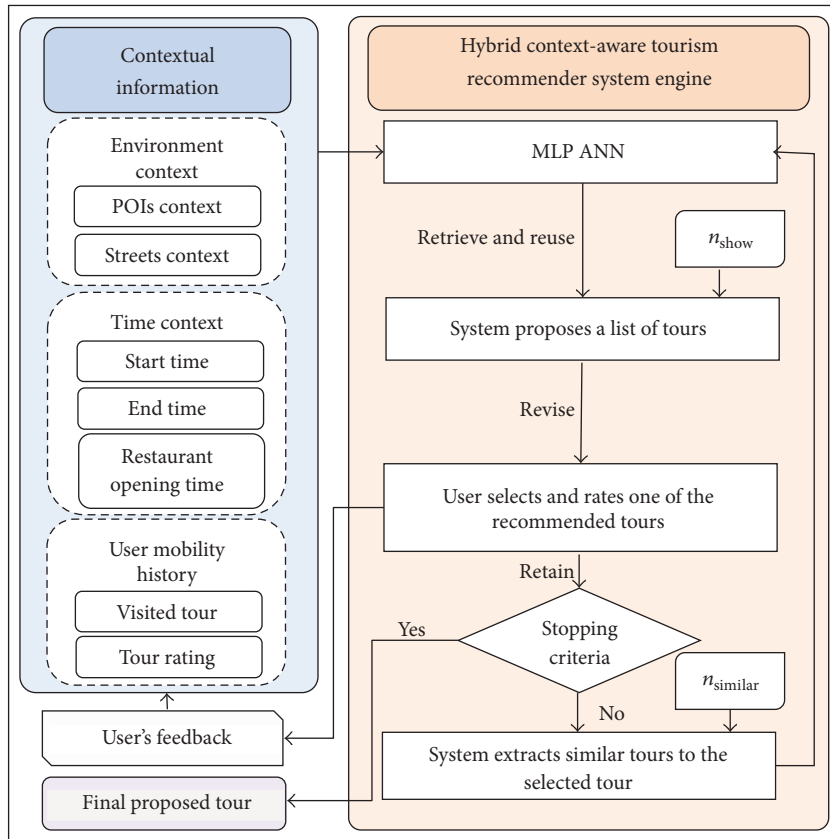 Contextual
information
Environment
context
POIs context
Streets context
Time context
Start time
End time
Restaurant
opening time
User mobility
history
Visited tour
Tour rating
User's feedback
Final proposed tour
Hybrid context-aware tourism
recommender system engine
MLP ANN
Retrieve and reuse
n_show
System proposes a list of tours
Revise
User selects and rates one of the
recommended tours
Retain
Yes
Stopping
criteria
n_similar
No
System extracts similar tours to the
selected tour